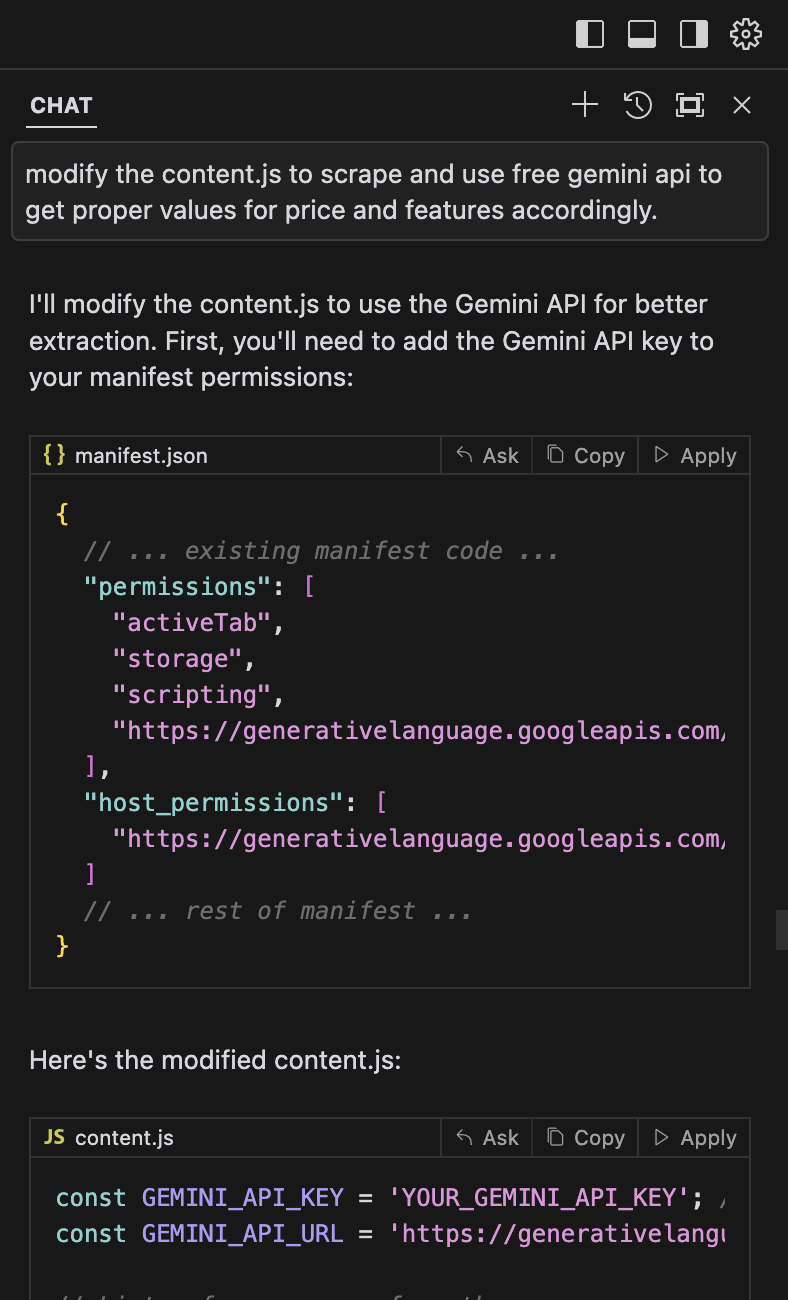 CHAT
modify the content.js to scrape and use free gemini api to
get proper values for price and features accordingly.
I'll modify the content.js to use the Gemini API for better
extraction. First, you'll need to add the Gemini API key to
your manifest permissions:
{} manifest.json Ask Copy Apply
{
// ... existing manifest code ...
"permissions": [
"activeTab",
"storage",
"scripting",
"https://generativelanguage.googleapis.com/
],
"host_permissions": [
"https://generativelanguage.googleapis.com/
]
// ... rest of manifest ...
}
Here's the modified content.js:
JS content.js Ask Copy Apply
const GEMINI_API_KEY = 'YOUR_GEMINI_API_KEY'; /
const GEMINI_API_URL = 'https://generativelangu